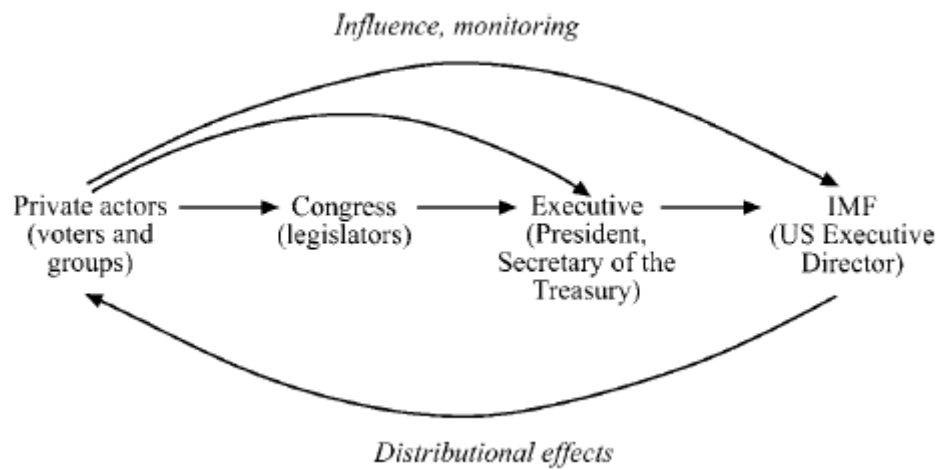 Influence, monitoring
Private actors
(voters and
groups)
Congress
(legislators)
Executive
(President,
Secretary of the
Treasury)
IMF
(US Executive
Director)
Distributional effects